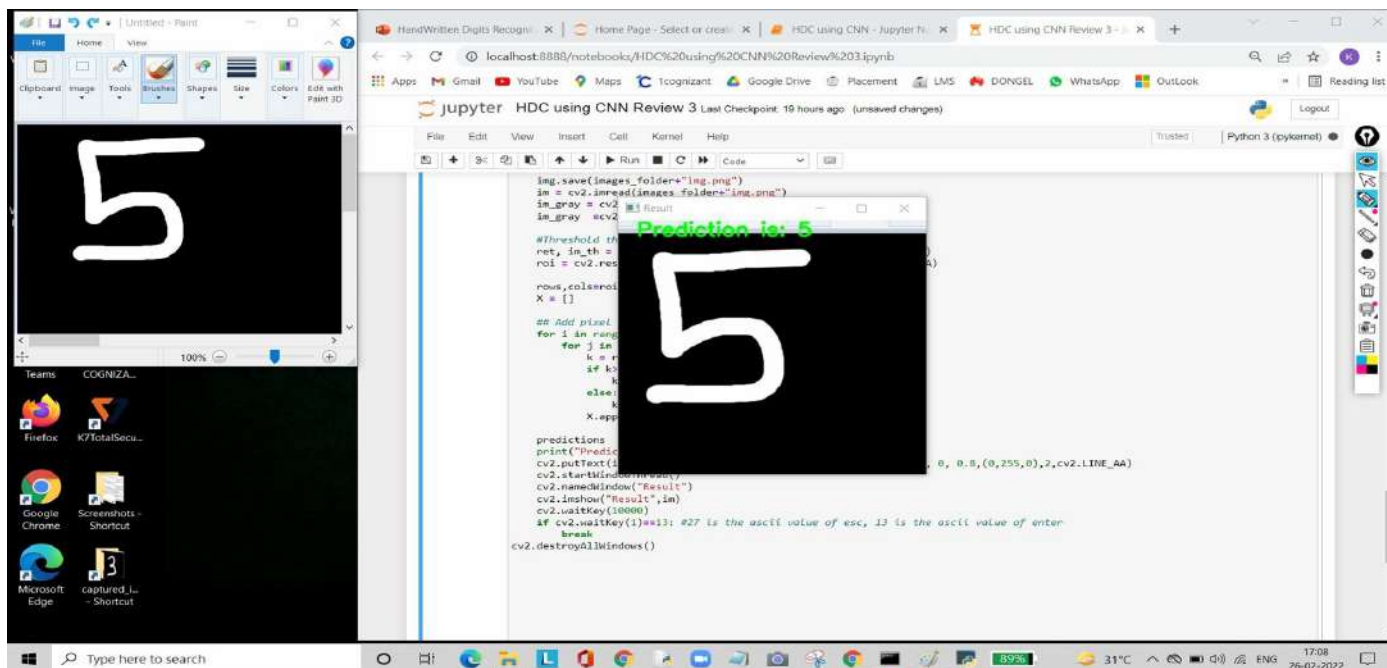 Untitled - Paint
File Home View
Clipboard Image Tools Brushes Shapes Size Colors Edit with Paint 3D
5
100%
Teams COGNIZA...
Firefox K7TotalSecu...
Google Chrome Screenshots - Shortcut
3
Microsoft Edge captured_i... - Shortcut
HandWritten Digits Recogni Home Page - Select or creat HDC using CNN - Jupyter N HDC using CNN Review 3 - J
localhost:8888/notebooks/HDC%20using%20CNN%20Review%203.ipynb
K
Apps Gmail YouTube Maps 1cognizant Google Drive Placement LMS DONGEL WhatsApp OutLook » Reading list
jupyter HDC using CNN Review 3 Last Checkpoint: 19 hours ago (unsaved changes) Logout
File Edit View Insert Cell Kernel Help Trusted Python 3 (ipykernel)
Run Code
img.save(images_folder+"img.png")
im = cv2.imread(images_folder+"img.png")
im_gray = cv2
im_gray =cv2
#Threshold th
ret, im_th =
roi = cv2.res A)
rows,cols=roi
X = []
## Add pixel
for i in rang
for j in
k = r
if k>
k
else:
k
X.app
predictions
print("Predic
cv2.putText(i , 0, 0.8,(0,255,0),2,cv2.LINE_AA)
cv2.startWindowThread()
cv2.namedWindow("Result")
cv2.imshow("Result",im)
cv2.waitKey(10000)
if cv2.waitKey(1)==13: #27 is the ascii value of esc, 13 is the ascii value of enter
break
cv2.destroyAllWindows()
Result
Prediction is: 5
5
Type here to search
89%
31°C ENG 17:08
26-02-2022